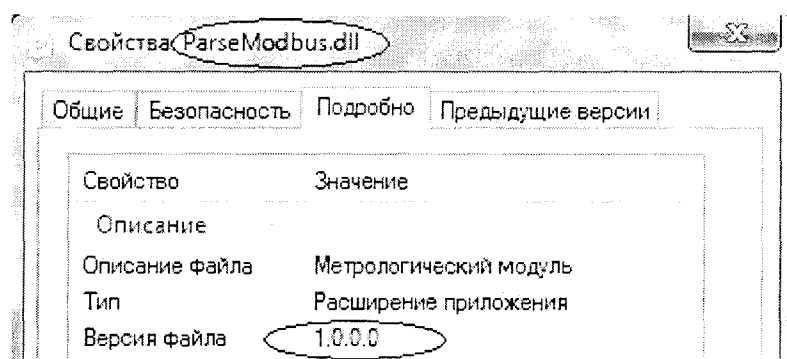 Свойства ParseModbus.dll
Общие Безопасность Подробно Предыдущие версии
Свойство Значение
Описание
Описание файла Метрологический модуль
Тип Расширение приложения
Версия файла 1.0.0.0